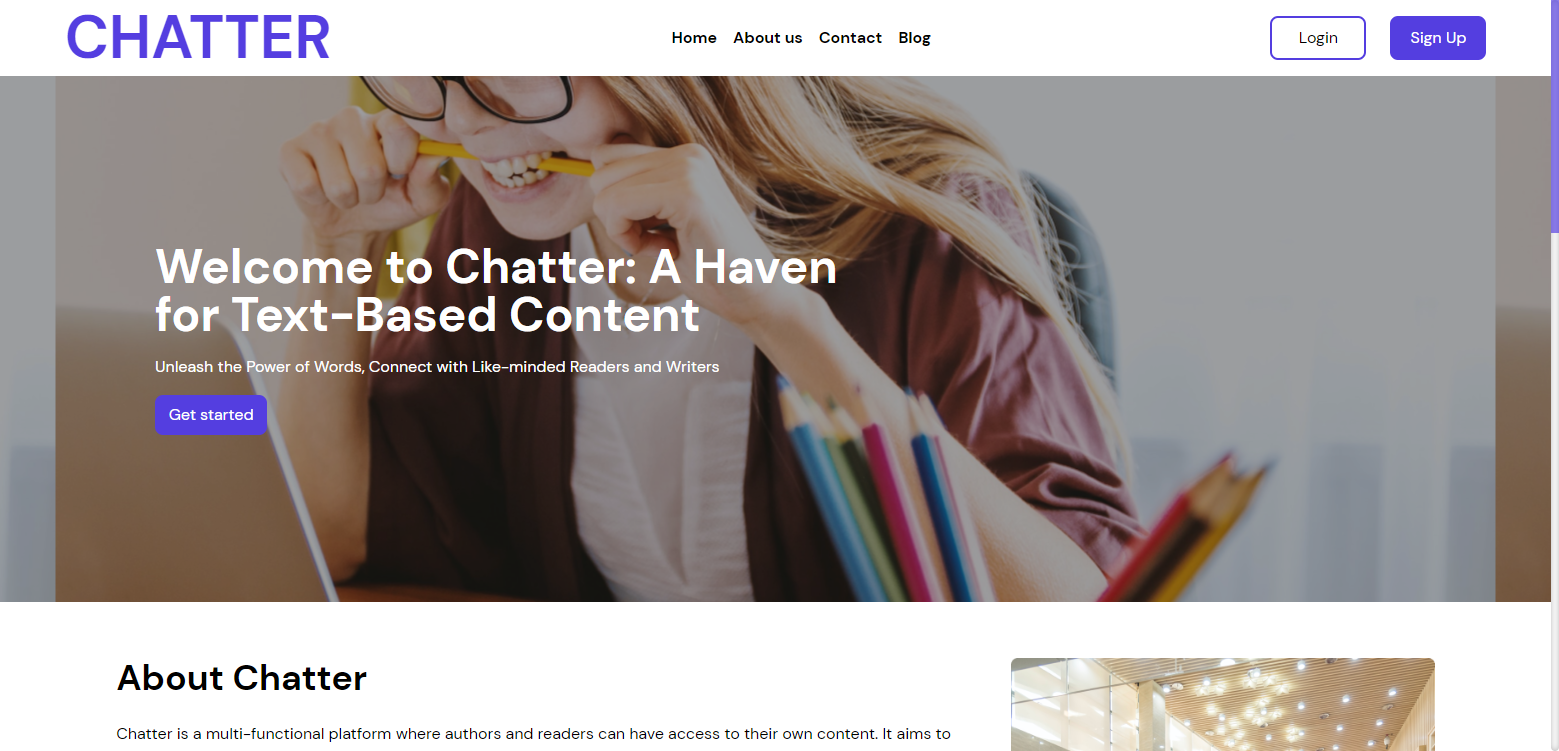 CHATTER
Home About us Contact Blog
Login Sign Up
Welcome to Chatter: A Haven
for Text-Based Content
Unleash the Power of Words, Connect with Like-minded Readers and Writers
Get started
About Chatter
Chatter is a multi-functional platform where authors and readers can have access to their own content. It aims to